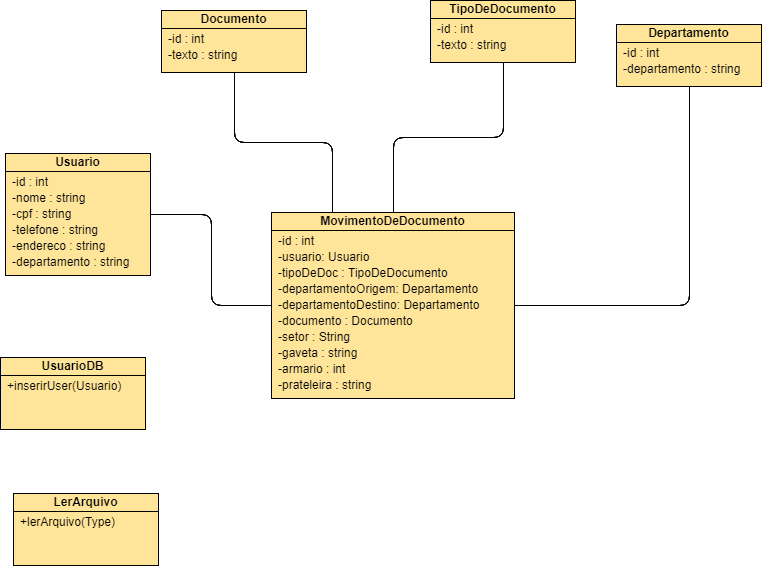 Documento
-id : int
-texto : string
TipoDeDocumento
-id : int
-texto : string
Departamento
-id : int
-departamento : string
Usuario
-id : int
-nome : string
-cpf : string
-telefone : string
-endereco : string
-departamento : string
MovimentoDeDocumento
-id : int
-usuario: Usuario
-tipoDeDoc : TipoDeDocumento
-departamentoOrigem: Departamento
-departamentoDestino: Departamento
-documento : Documento
-setor : String
-gaveta : string
-armario : int
-prateleira : string
UsuarioDB
+inserirUser(Usuario)
LerArquivo
+lerArquivo(Type)